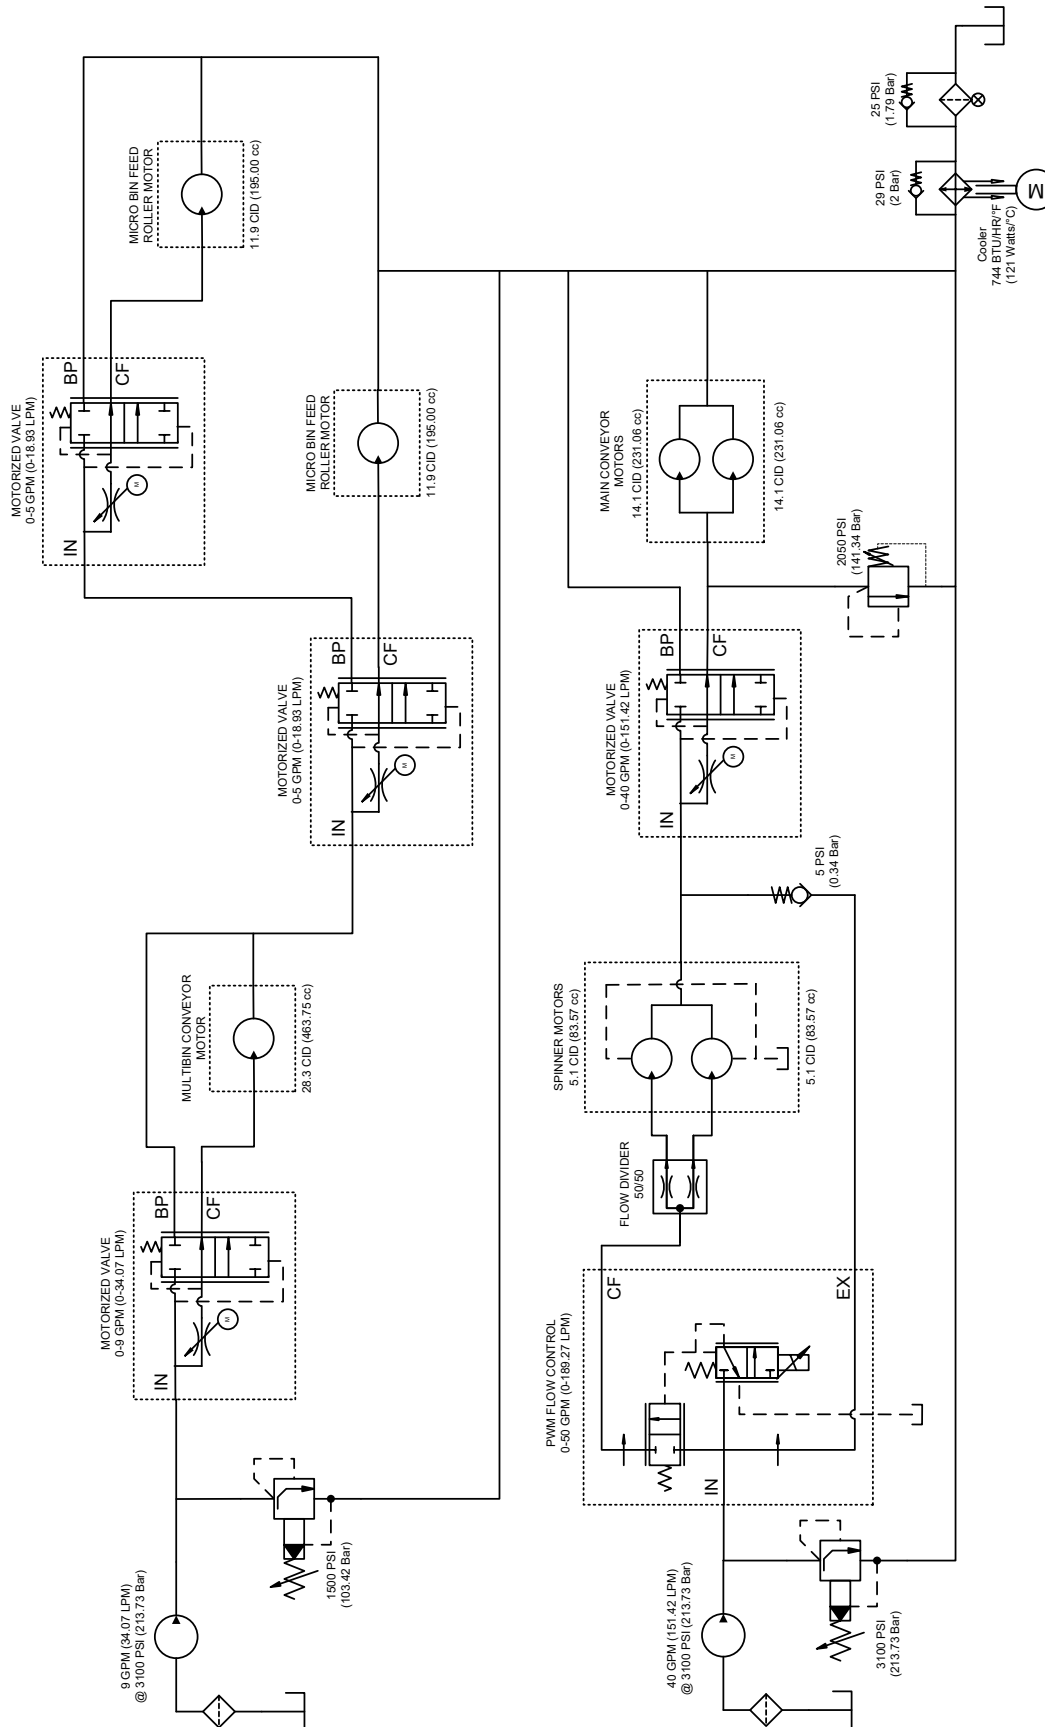 MICRO BIN FEED
ROLLER MOTOR
11.9 CID (195.00 cc)
25 PSI
(1.79 Bar)
29 PSI
(2 Bar)
M
Cooler
744 BTU/HR/°F
(121 Watts/°C)
MOTORIZED VALVE
0-5 GPM (0-18.93 LPM)
BP
CF
IN
M
MICRO BIN FEED
ROLLER MOTOR
11.9 CID (195.00 cc)
MAIN CONVEYOR
MOTORS
14.1 CID (231.06 cc)
14.1 CID (231.06 cc)
2050 PSI
(141.34 Bar)
MOTORIZED VALVE
0-5 GPM (0-18.93 LPM)
BP
CF
IN
M
MOTORIZED VALVE
0-40 GPM (0-151.42 LPM)
BP
CF
IN
M
5 PSI
(0.34 Bar)
MULTIBIN CONVEYOR
MOTOR
28.3 CID (463.75 cc)
SPINNER MOTORS
5.1 CID (83.57 cc)
5.1 CID (83.57 cc)
FLOW DIVIDER
50/50
MOTORIZED VALVE
0-9 GPM (0-34.07 LPM)
BP
CF
IN
M
PWM FLOW CONTROL
0-50 GPM (0-189.27 LPM)
CF
EX
IN
1500 PSI
(103.42 Bar)
9 GPM (34.07 LPM)
@ 3100 PSI (213.73 Bar)
40 GPM (151.42 LPM)
@ 3100 PSI (213.73 Bar)
3100 PSI
(213.73 Bar)